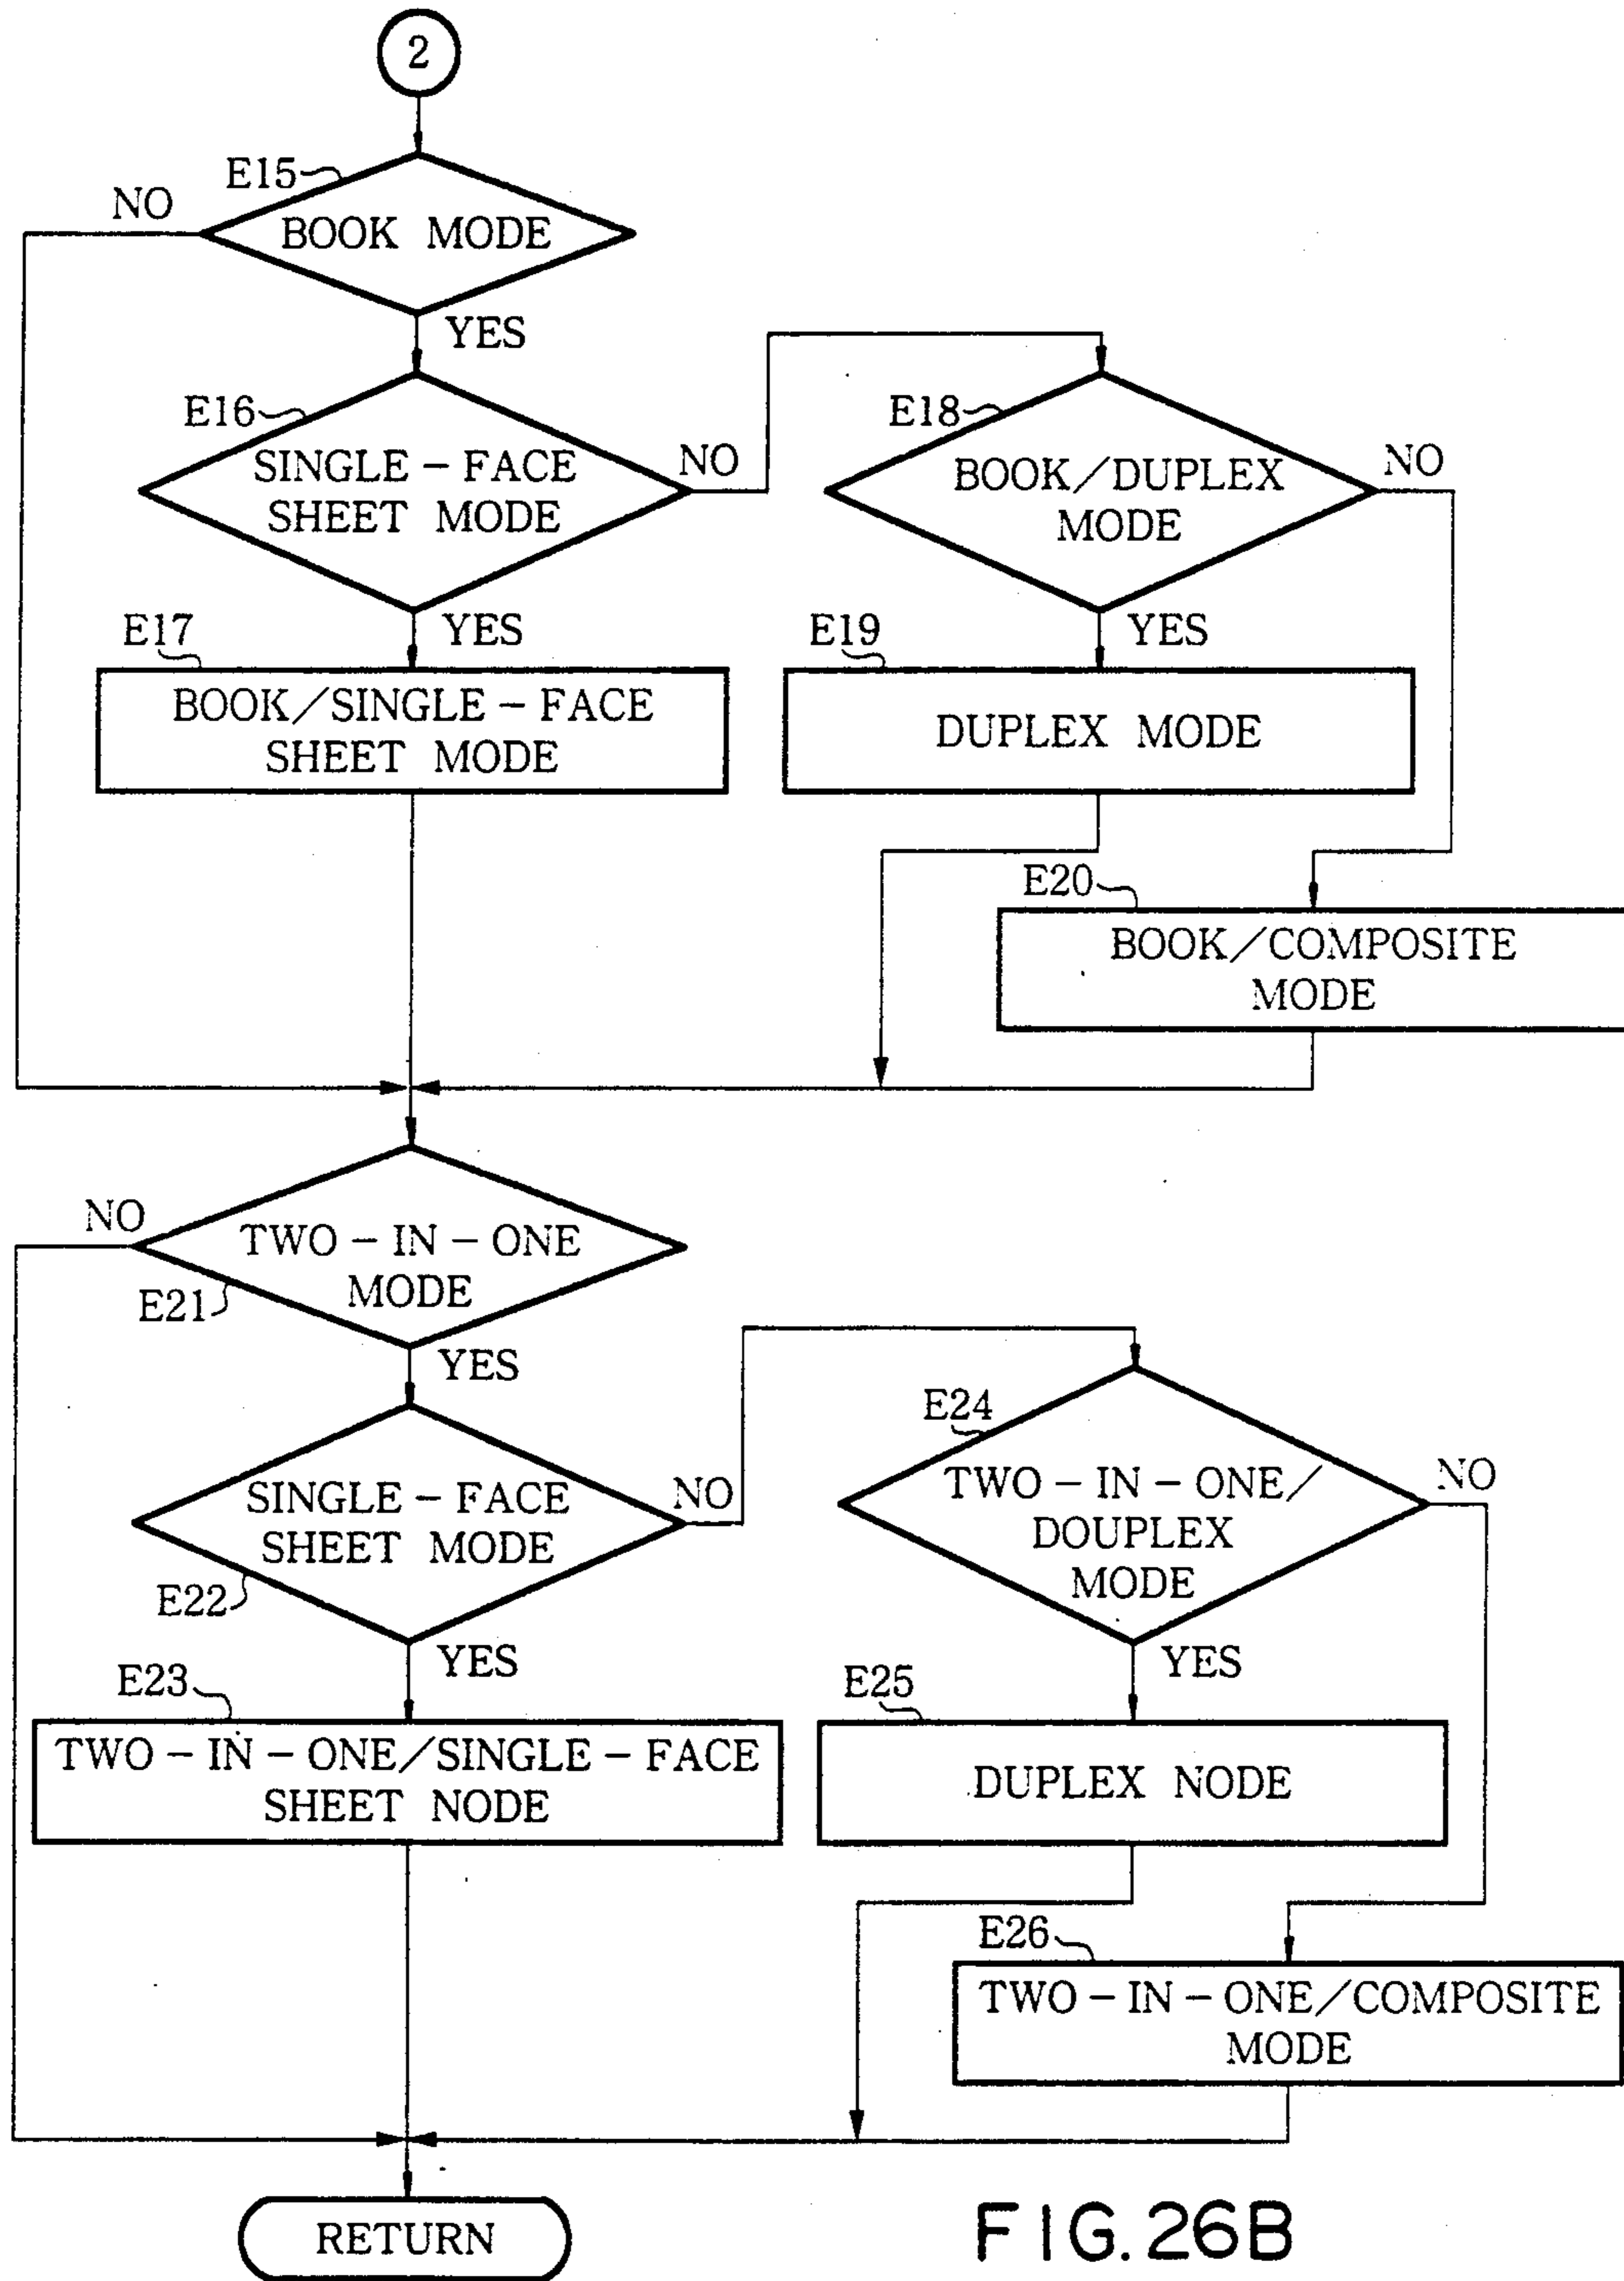 2
E15
NO
BOOK MODE
YES
E16
SINGLE-FACE
SHEET MODE
NO
E18
BOOK/DUPLEX
MODE
NO
YES
E17
BOOK/SINGLE-FACE
SHEET MODE
YES
E19
DUPLEX MODE
E20
BOOK/COMPOSITE
MODE
NO
TWO-IN-ONE
MODE
E21
YES
SINGLE-FACE
SHEET MODE
NO
E22
E24
TWO-IN-ONE/
DOUPLEX
MODE
NO
YES
E23
TWO-IN-ONE/SINGLE-FACE
SHEET NODE
YES
E25
DUPLEX NODE
E26
TWO-IN-ONE/COMPOSITE
MODE
RETURN
FIG.26B